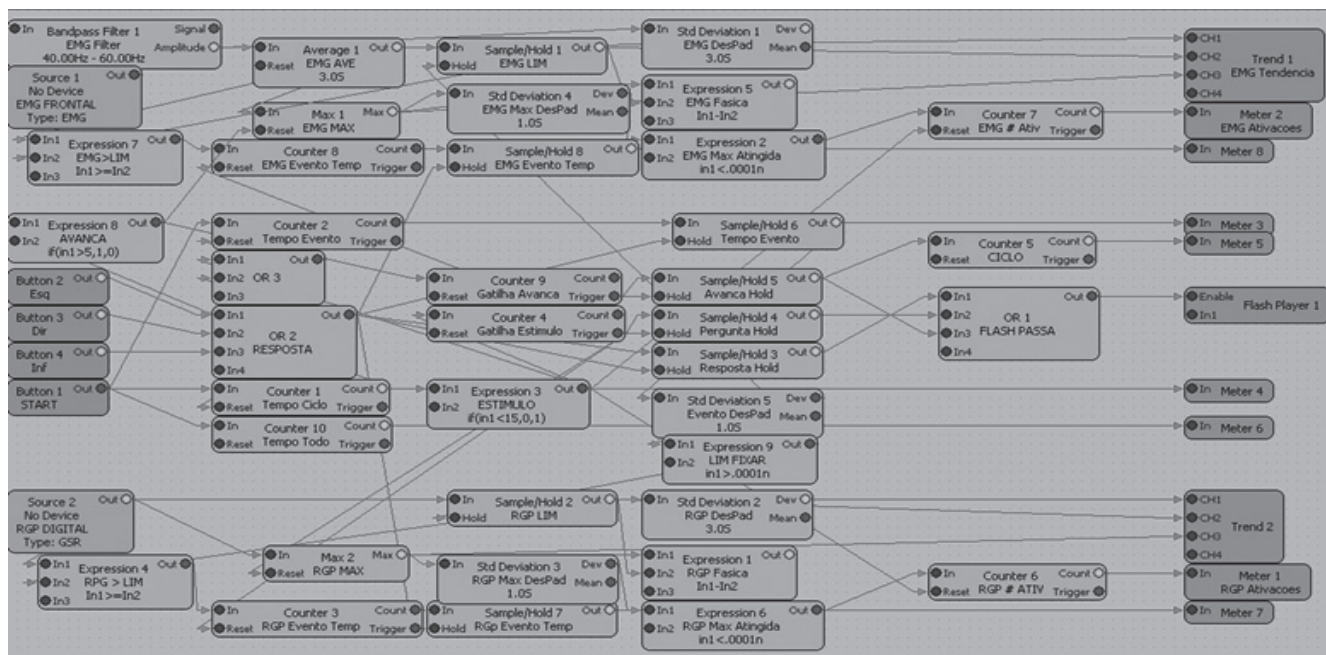 In Bandpass Filter 1 Signal
EMG Filter Amplitude
40.00Hz - 60.00Hz
Source 1 Out
No Device
EMG FRONTAL
Type: EMG
In1 Expression 7 Out
In2 EMG>LIM
In3 In1>=In2
In Average 1 Out
Reset EMG AVE
3.0S
In Max 1 Max
Reset EMG MAX
In Counter 8 Count
Reset EMG Evento Temp Trigger
In Sample/Hold 1 Out
Hold EMG LIM
In Std Deviation 4 Dev
EMG Max DesPad Mean
1.0S
In Sample/Hold 8 Out
Hold EMG Evento Temp
In Std Deviation 1 Dev
EMG DesPad Mean
3.0S
In1 Expression 5 Out
In2 EMG Fasica
In1-In2
In1 Expression 2 Out
In2 EMG Max Atingida
in1<.0001n
In Counter 7 Count
Reset EMG # Ativ Trigger
CH1
CH2 Trend 1
CH3 EMG Tendencia
CH4
In Meter 2
EMG Ativacoes
In Meter 8
In1 Expression 8 Out
In2 AVANCA
if(in1>5,1,0)
Button 2 Out
Esq
Button 3 Out
Dir
Button 4 Out
Inf
Button 1 Out
START
In Counter 2 Count
Reset Tempo Evento Trigger
In1 Out
In2 OR 3
In3
In1 Out
In2 OR 2
In3 RESPOSTA
In4
In Counter 1 Count
Reset Tempo Ciclo Trigger
In Counter 10 Count
Reset Tempo Todo Trigger
In Counter 9 Count
Reset Gatilha Avanca Trigger
In Counter 4 Count
Reset Gatilha Estimulo Trigger
In1 Expression 3 Out
In2 ESTIMULO
if(in1<15,0,1)
In Sample/Hold 6 Out
Hold Tempo Evento
In Sample/Hold 5 Out
Hold Avanca Hold
In Sample/Hold 4 Out
Hold Pergunta Hold
In Sample/Hold 3 Out
Hold Resposta Hold
In Std Deviation 5 Dev
Evento DesPad Mean
1.0S
In1 Expression 9 Out
In2 LIM FIXAR
in1>.0001n
In Counter 5 Count
Reset CICLO Trigger
In1 Out
In2 OR 1
In3 FLASH PASSA
In4
In Meter 3
In Meter 5
Enable Flash Player 1
In1
In Meter 4
In Meter 6
Source 2 Out
No Device
RGP DIGITAL
Type: GSR
In1 Expression 4 Out
In2 RPG > LIM
In3 In1>=In2
In Max 2 Max
Reset RGP MAX
In Counter 3 Count
Reset RGP Evento Temp Trigger
In Sample/Hold 2 Out
Hold RGP LIM
In Std Deviation 3 Dev
RGP Max DesPad Mean
1.0S
In Sample/Hold 7 Out
Hold RGp Evento Temp
In Std Deviation 2 Dev
RGP DesPad Mean
3.0S
In1 Expression 1 Out
In2 RGP Fasica
In1-In2
In1 Expression 6 Out
In2 RGP Max Atingida
in1<.0001n
In Counter 6 Count
Reset RGP # ATIV Trigger
CH1
CH2 Trend 2
CH3
CH4
In Meter 1
RGP Ativacoes
In Meter 7